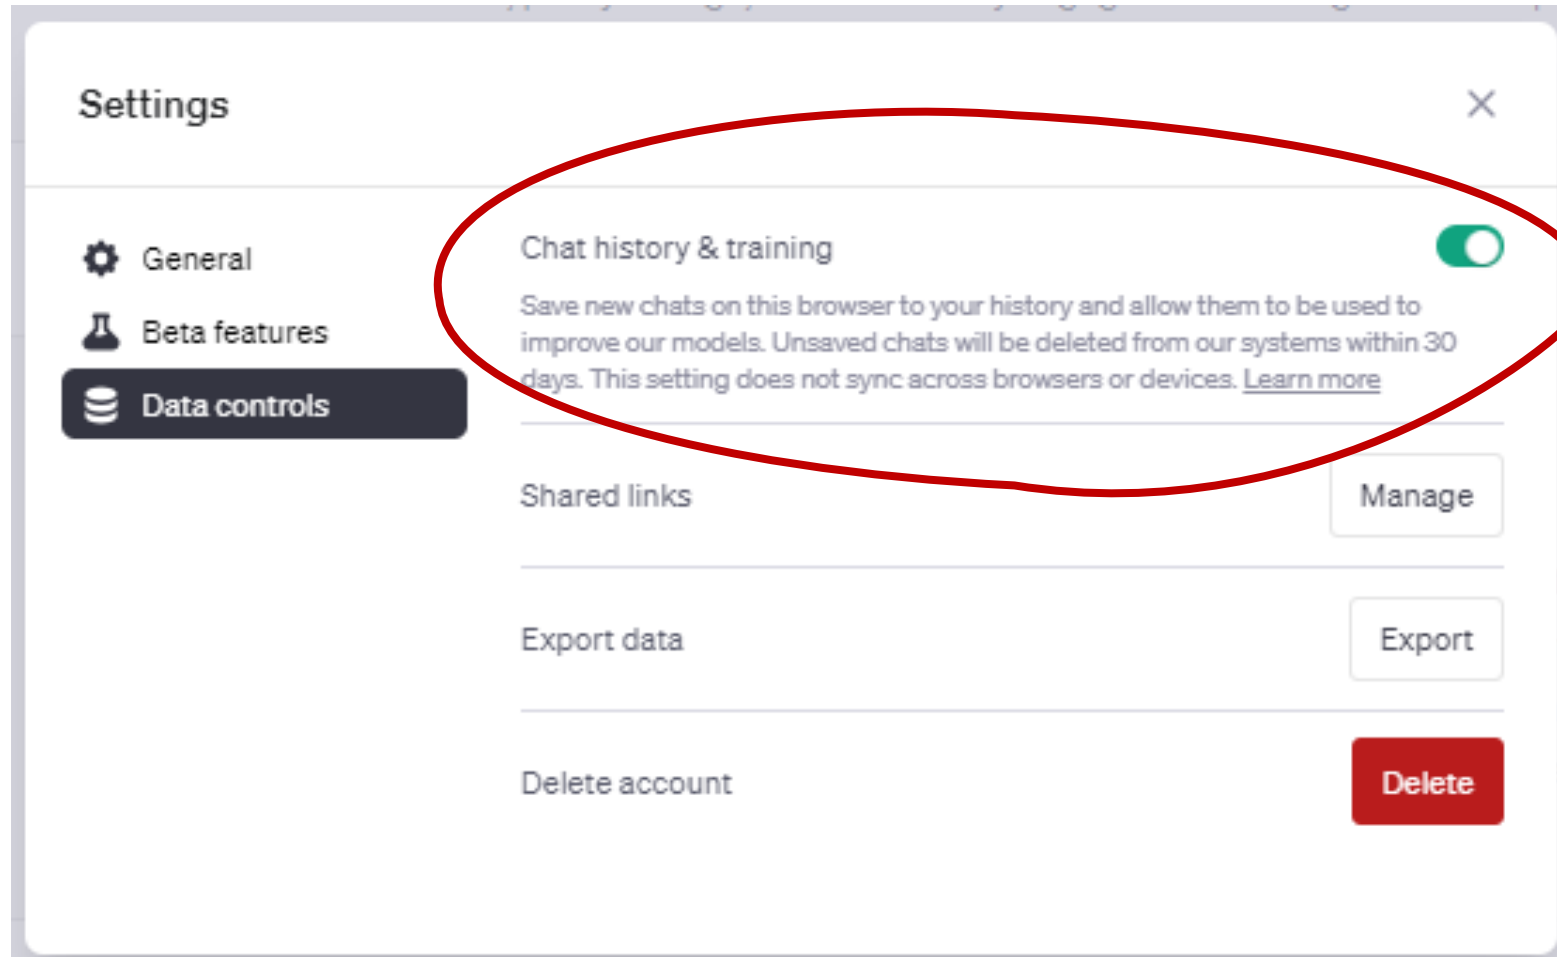 Settings
General
Beta features
Data controls
Chat history & training
Save new chats on this browser to your history and allow them to be used to
improve our models. Unsaved chats will be deleted from our systems within 30
days. This setting does not sync across browsers or devices. Learn more
Shared links
Manage
Export data
Export
Delete account
Delete